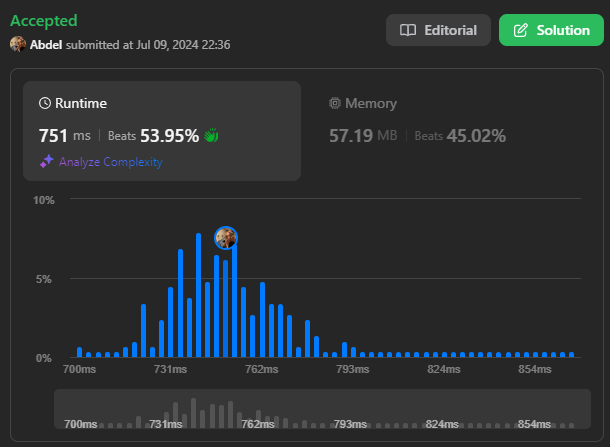 Accepted
Abdel submitted at Jul 09, 2024 22:36
Editorial
Solution
Runtime
751 ms | Beats 53.95%
Analyze Complexity
Memory
57.19 MB | Beats 45.02%
10%
5%
0%
700ms 731ms 762ms 793ms 824ms 854ms
700ms 731ms 762ms 793ms 824ms 854ms